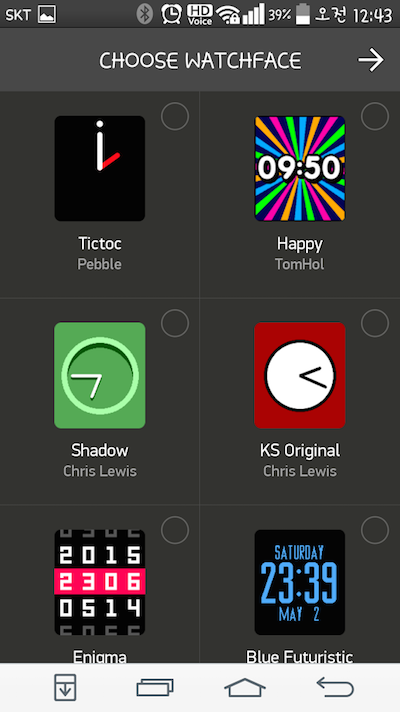 SKT HD Voice 39% 오전 12:43
CHOOSE WATCHFACE
09:50
Tictoc
Pebble
Happy
TomHol
Shadow
Chris Lewis
KS Original
Chris Lewis
2015
2306
0514
SATURDAY
23:39
MAY 2
Enigma
Blue Futuristic